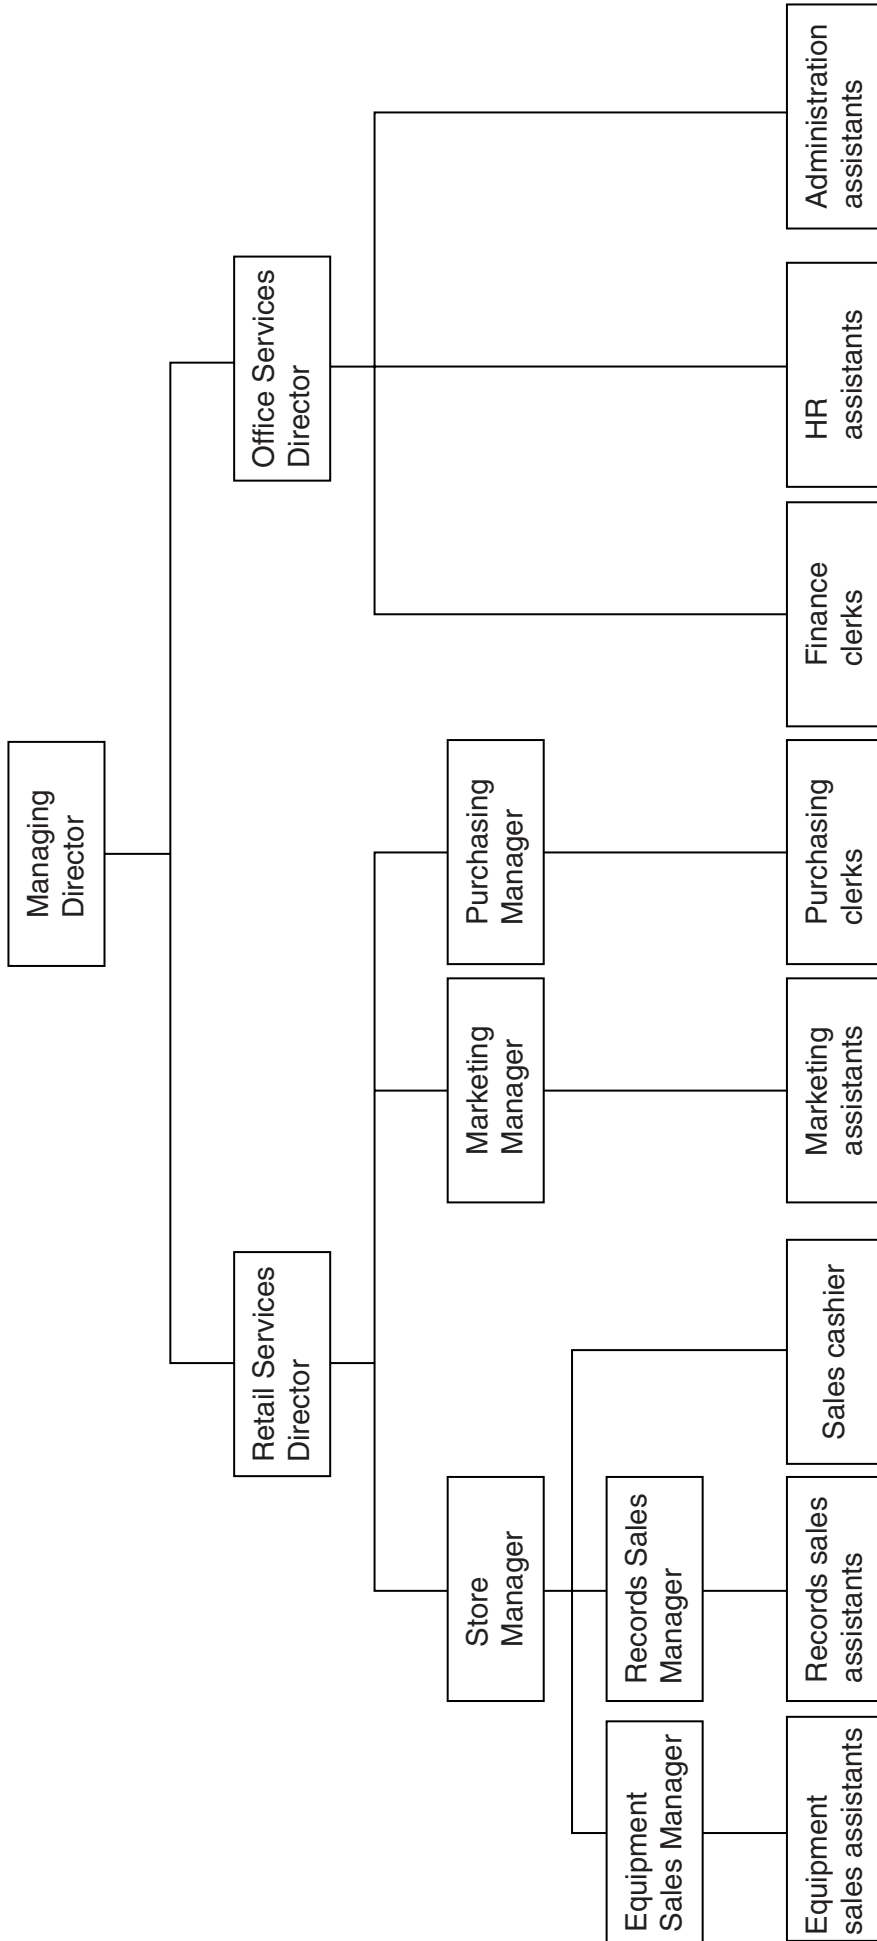 Managing
Director
Retail Services
Director
Office Services
Director
Store
Manager
Marketing
Manager
Purchasing
Manager
Equipment
Sales Manager
Records Sales
Manager
Equipment
sales assistants
Records sales
assistants
Sales cashier
Marketing
assistants
Purchasing
clerks
Finance
clerks
HR
assistants
Administration
assistants